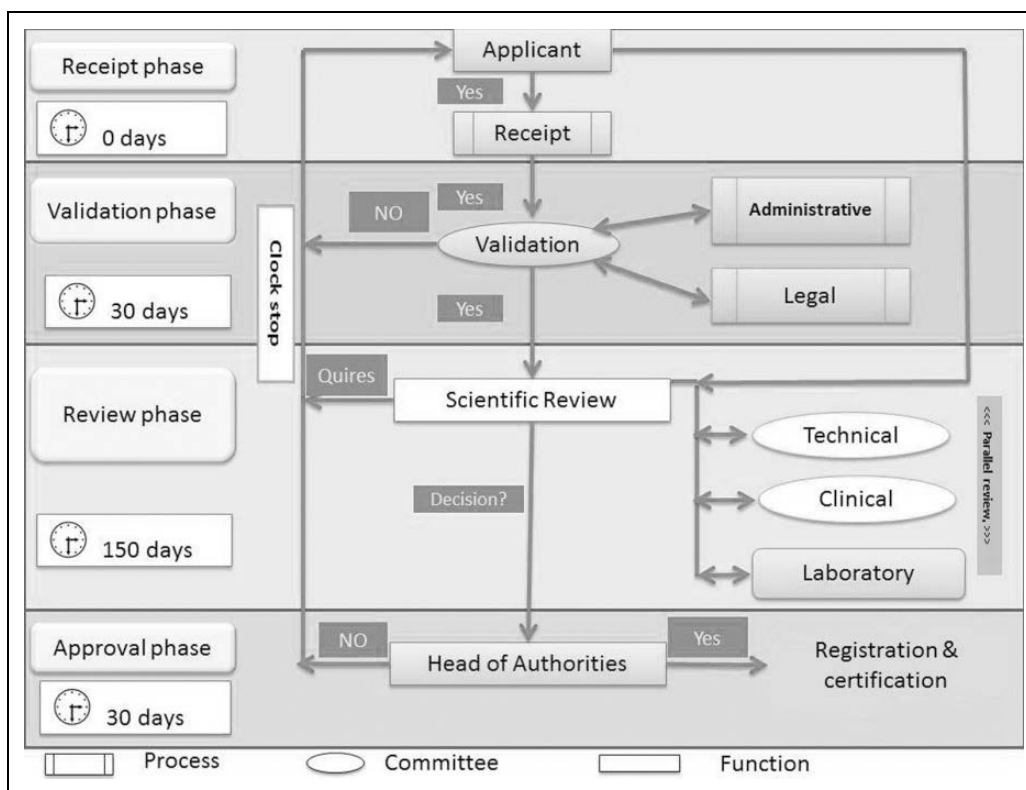 Applicant
Receipt phase
Yes
0 days
Receipt
Validation phase
NO
Yes
Administrative
Validation
Clock stop
30 days
Yes
Legal
Quires
Review phase
Scientific Review
Technical
<<< Parallel review, >>>
Decision?
Clinical
150 days
Laboratory
Approval phase
NO
Yes
Head of Authorities
Registration &
certification
30 days
Process
Committee
Function